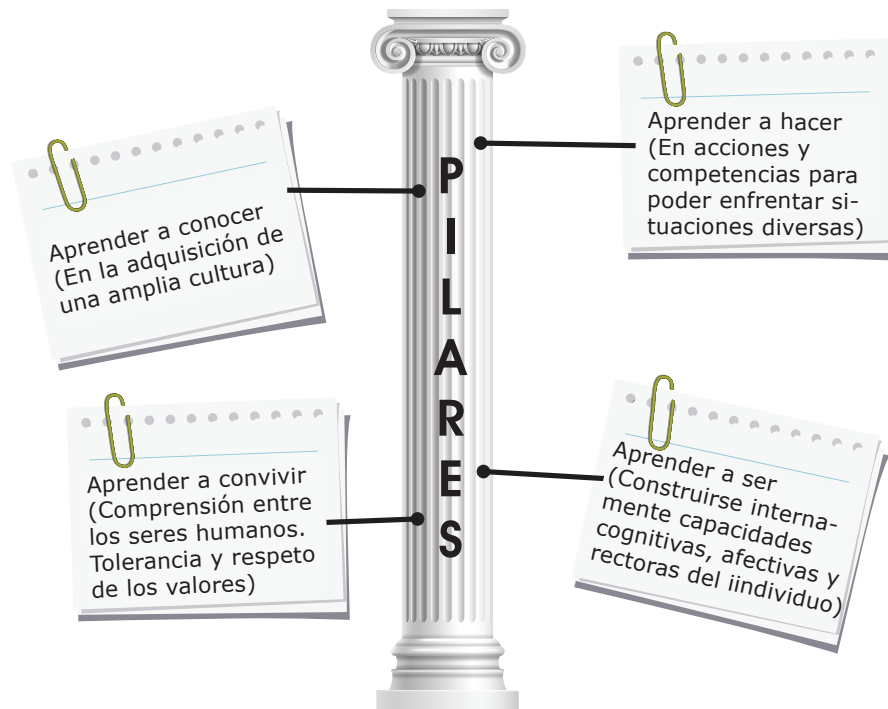 Aprender a conocer
(En la adquisición de
una amplia cultura)
Aprender a hacer
(En acciones y
competencias para
poder enfrentar si-
tuaciones diversas)
P
I
L
A
R
E
S
Aprender a convivir
(Comprensión entre
los seres humanos.
Tolerancia y respeto
de los valores)
Aprender a ser
(Construirse interna-
mente capacidades
cognitivas, afectivas y
rectoras del iindividuo)